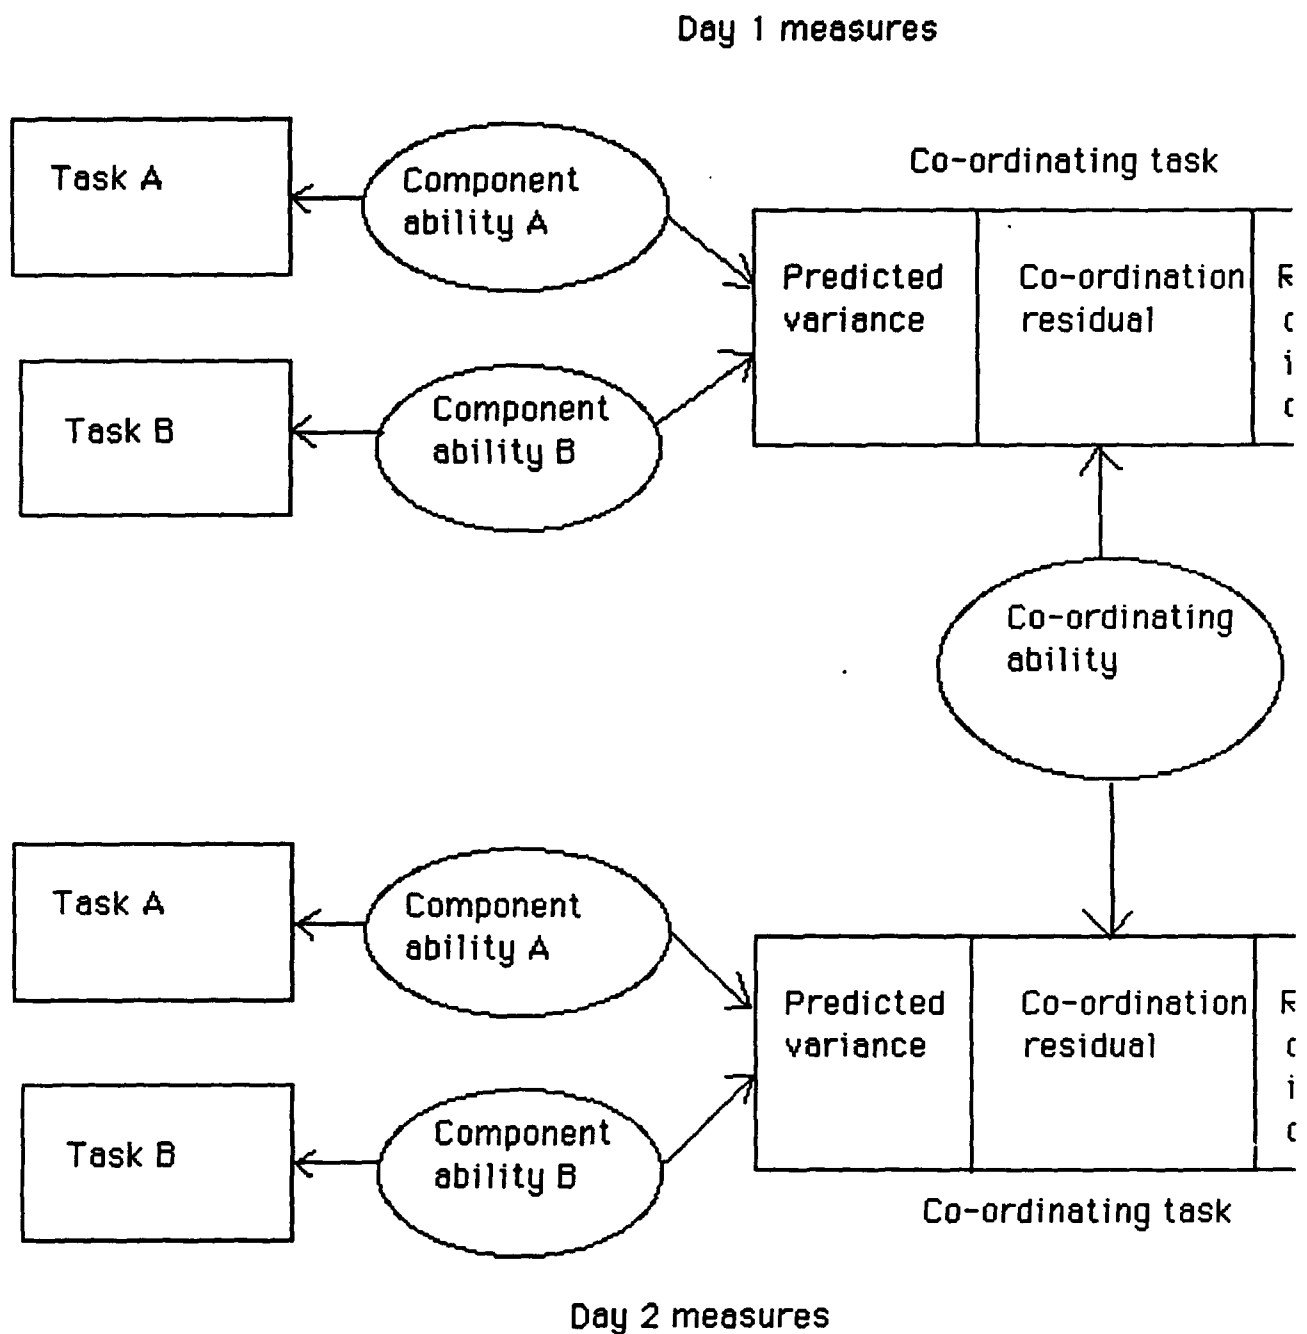 Day 1 measures
Task A
Component
ability A
Co-ordinating task
Predicted
variance
Co-ordination
residual
Task B
Component
ability B
Co-ordinating
ability
Task A
Component
ability A
Predicted
variance
Co-ordination
residual
Task B
Component
ability B
Co-ordinating task
Day 2 measures